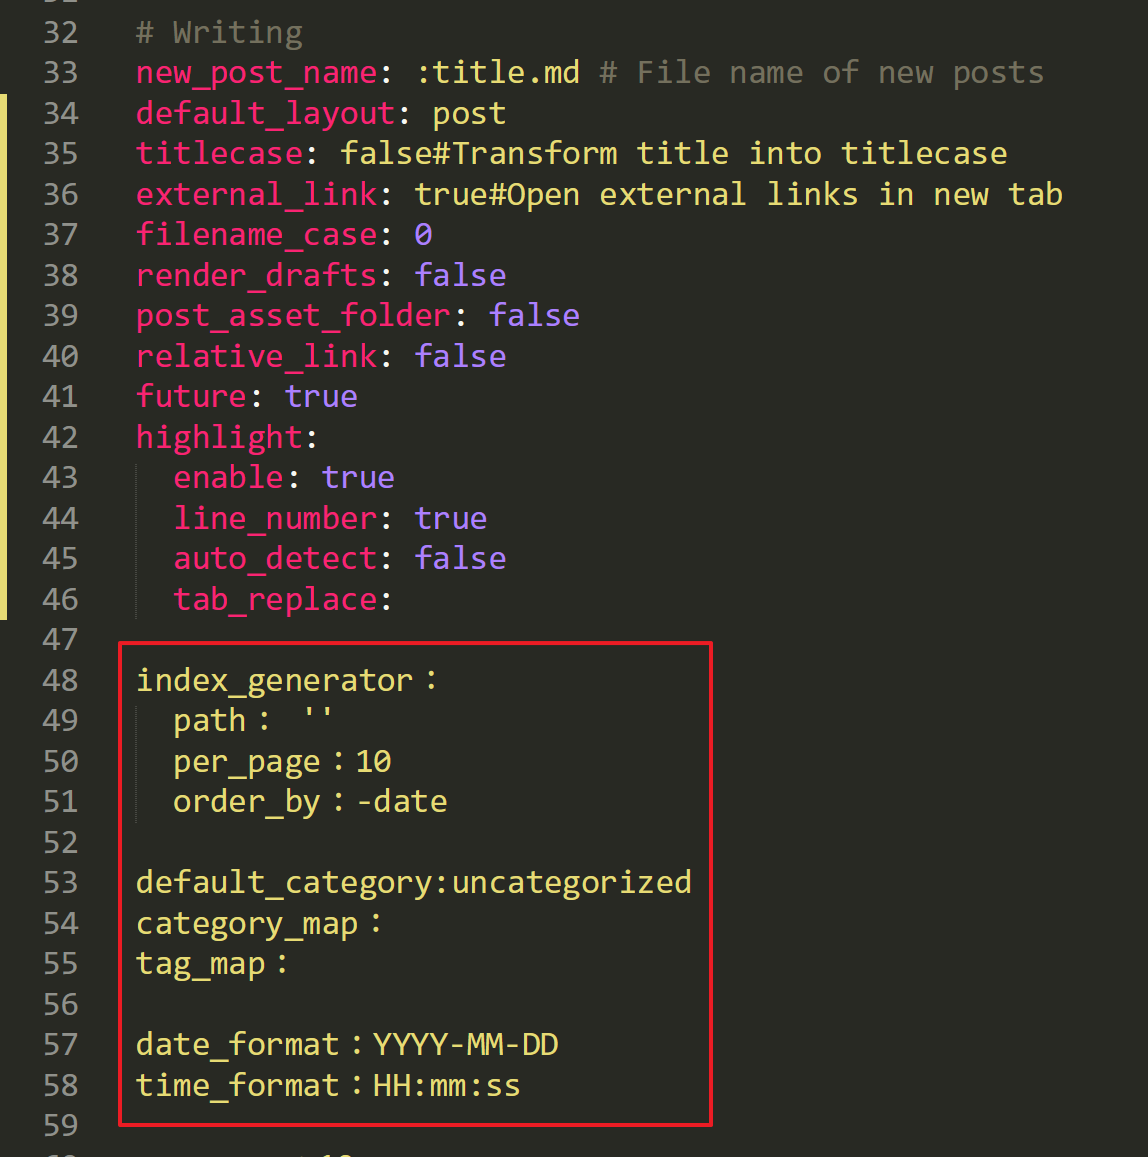 32 # Writing
33 new_post_name: :title.md # File name of new posts
34 default_layout: post
35 titlecase: false#Transform title into titlecase
36 external_link: true#Open external links in new tab
37 filename_case: 0
38 render_drafts: false
39 post_asset_folder: false
40 relative_link: false
41 future: true
42 highlight:
43   enable: true
44   line_number: true
45   auto_detect: false
46   tab_replace:
47
48 index_generator：
49   path： ''
50   per_page：10
51   order_by：-date
52
53 default_category:uncategorized
54 category_map：
55 tag_map：
56
57 date_format：YYYY-MM-DD
58 time_format：HH:mm:ss
59